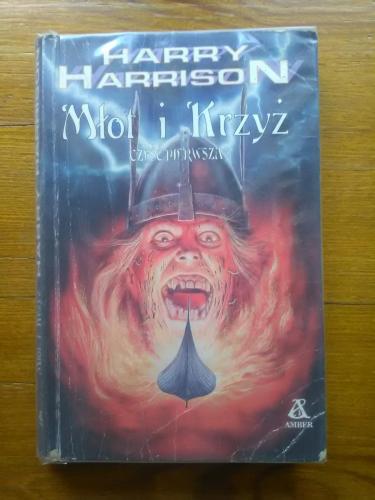 HARRY
HARRISON
Młot i Krzyż
CZĘŚĆ PIERWSZA
AMBER